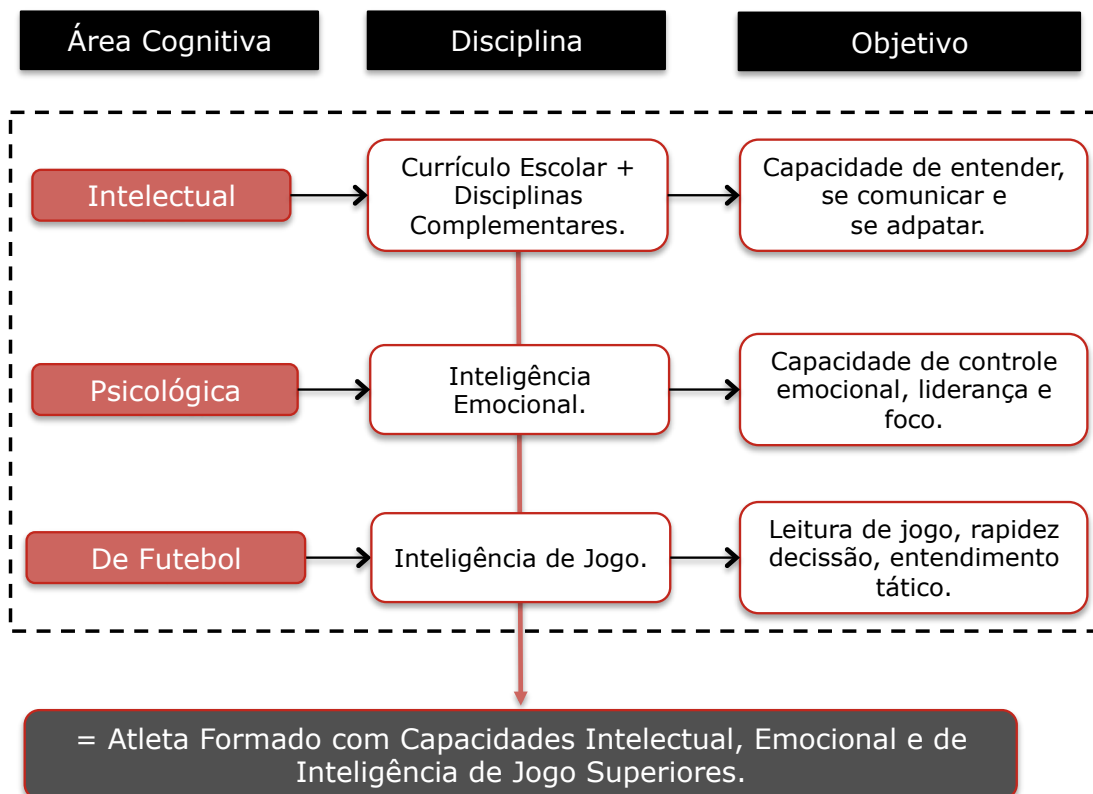 Área Cognitiva
Disciplina
Objetivo
Intelectual
Currículo Escolar +
Disciplinas
Complementares.
Capacidade de entender,
se comunicar e
se adpatar.
Psicológica
Inteligência
Emocional.
Capacidade de controle
emocional, liderança e
foco.
De Futebol
Inteligência de Jogo.
Leitura de jogo, rapidez
decissão, entendimento
tático.
= Atleta Formado com Capacidades Intelectual, Emocional e de
Inteligência de Jogo Superiores.